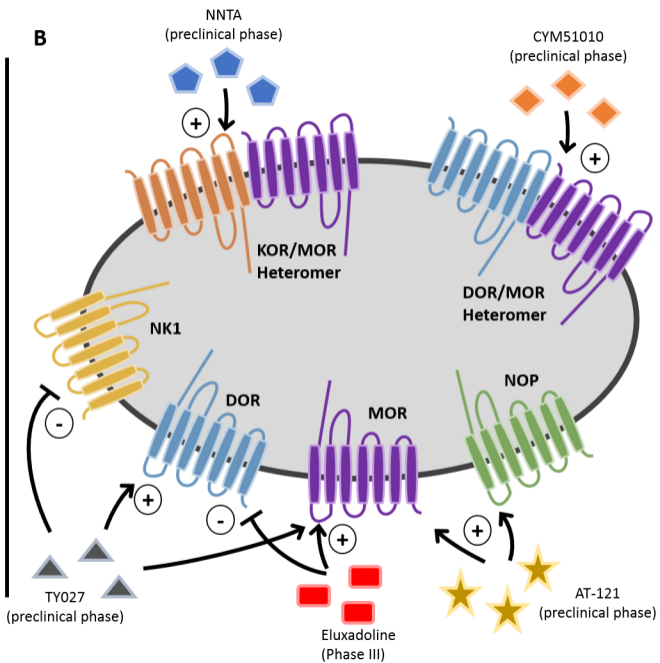 B
NNTA
(preclinical phase)
CYM51010
(preclinical phase)
+
+
KOR/MOR
Heteromer
DOR/MOR
Heteromer
NK1
NOP
DOR
MOR
-
+
-
+
+
TY027
(preclinical phase)
AT-121
(preclinical phase)
Eluxadoline
(Phase III)